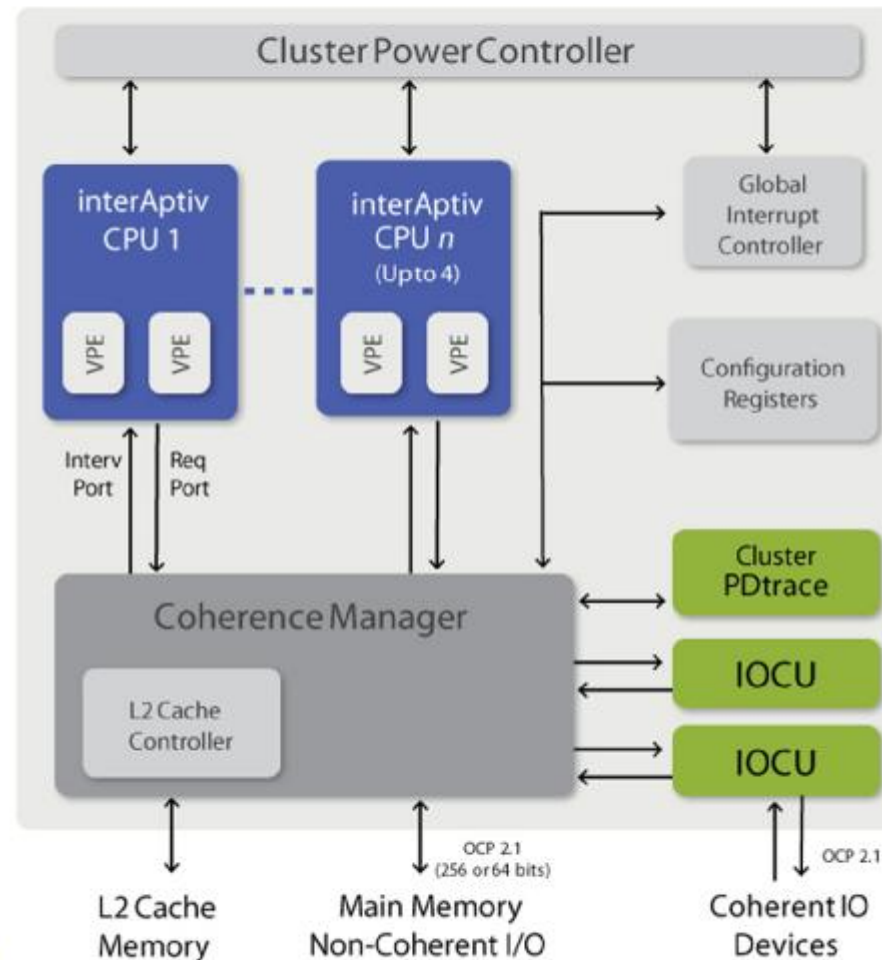 Cluster Power Controller
interAptiv
CPU 1
VPE
VPE
interAptiv
CPU n
(Up to 4)
VPE
VPE
Global
Interrupt
Controller
Configuration
Registers
Interv
Port
Req
Port
Coherence Manager
L2 Cache
Controller
Cluster
PDtrace
IOCU
IOCU
OCP 2.1
(256 or 64 bits)
OCP 2.1
L2 Cache
Memory
Main Memory
Non-Coherent I/O
Coherent IO
Devices